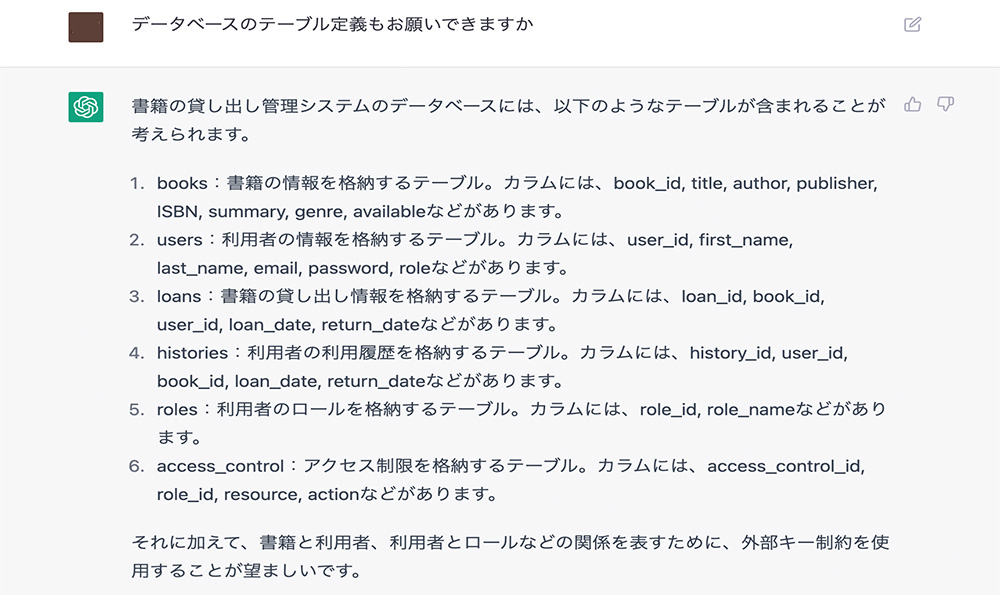 データベースのテーブル定義もお願いできますか
書籍の貸し出し管理システムのデータベースには、以下のようなテーブルが含まれることが
考えられます。
1. books：書籍の情報を格納するテーブル。カラムには、book_id, title, author, publisher,
ISBN, summary, genre, availableなどがあります。
2. users：利用者の情報を格納するテーブル。カラムには、user_id, first_name,
last_name, email, password, roleなどがあります。
3. loans：書籍の貸し出し情報を格納するテーブル。カラムには、loan_id, book_id,
user_id, loan_date, return_dateなどがあります。
4. histories：利用者の利用履歴を格納するテーブル。カラムには、history_id, user_id,
book_id, loan_date, return_dateなどがあります。
5. roles：利用者のロールを格納するテーブル。カラムには、role_id, role_nameなどがあり
ます。
6. access_control：アクセス制限を格納するテーブル。カラムには、access_control_id,
role_id, resource, actionなどがあります。
それに加えて、書籍と利用者、利用者とロールなどの関係を表すために、外部キー制約を使
用することが望ましいです。